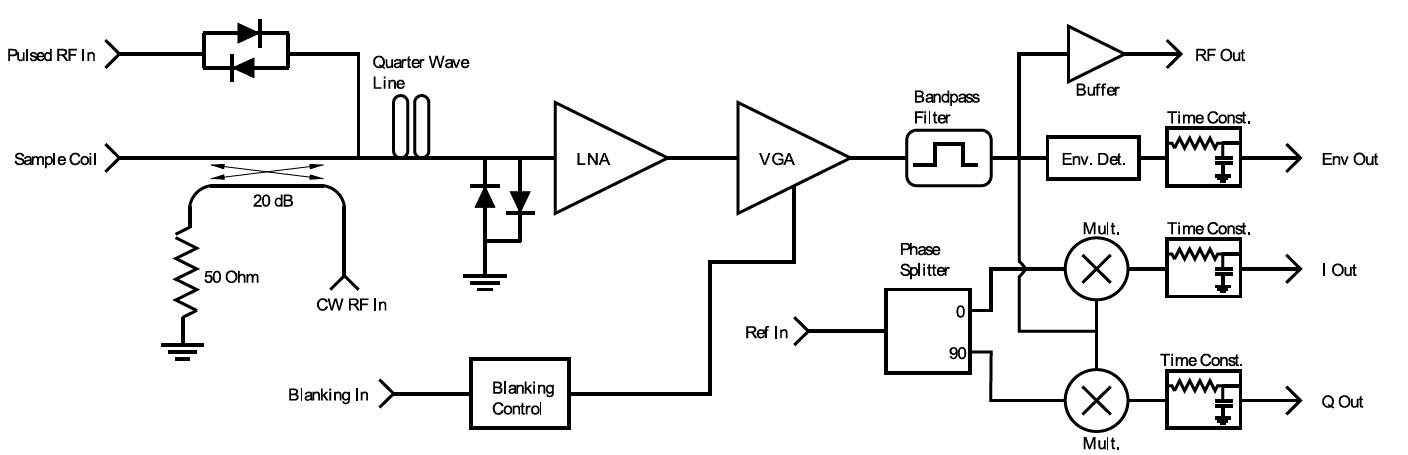 Pulsed RF In
Quarter Wave
Line
Sample Coil
20 dB
50 Ohm
CW RF In
LNA
VGA
Bandpass
Filter
Buffer
RF Out
Env. Det.
Time Const.
Env Out
Phase
Splitter
0
90
Ref In
Mult.
Time Const.
I Out
Blanking In
Blanking
Control
Time Const.
Q Out
Mult.